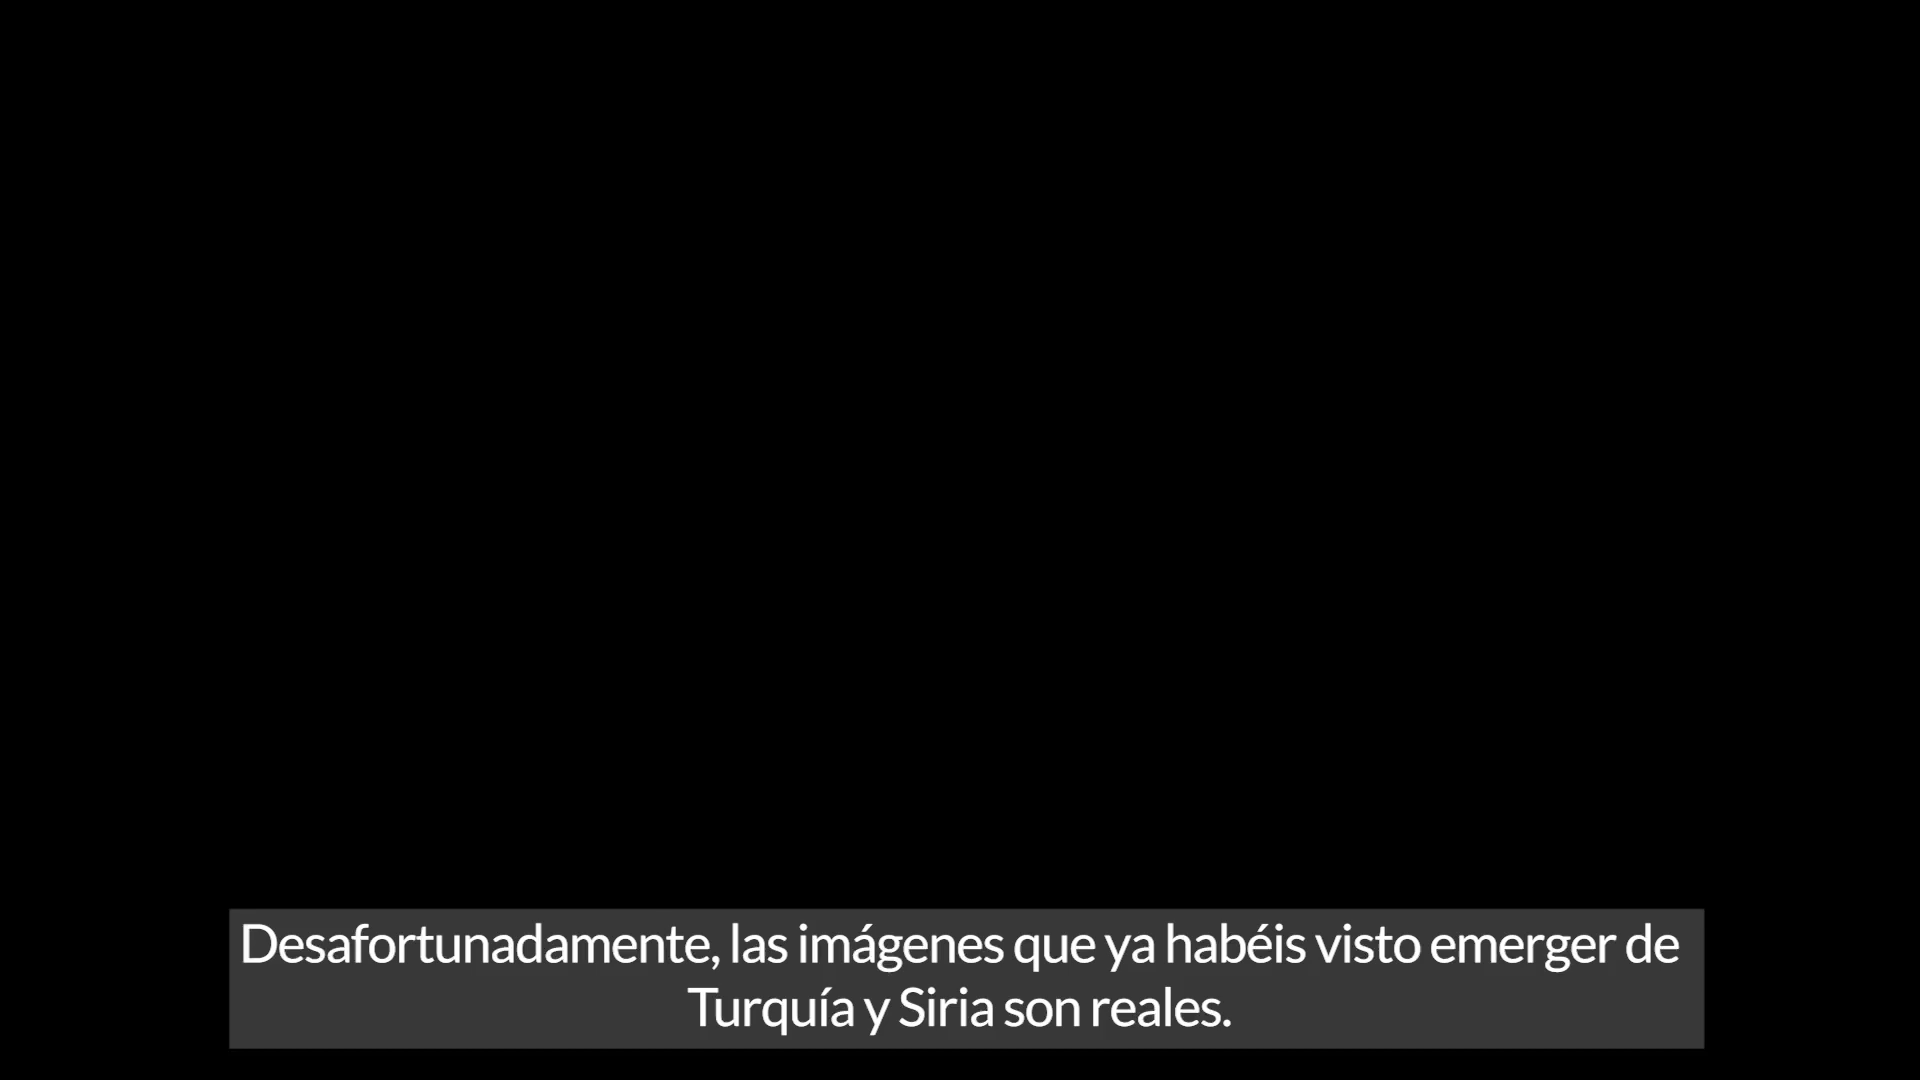 Desafortunadamente, las imágenes que ya habéis visto emerger de
Turquía y Siria son reales.